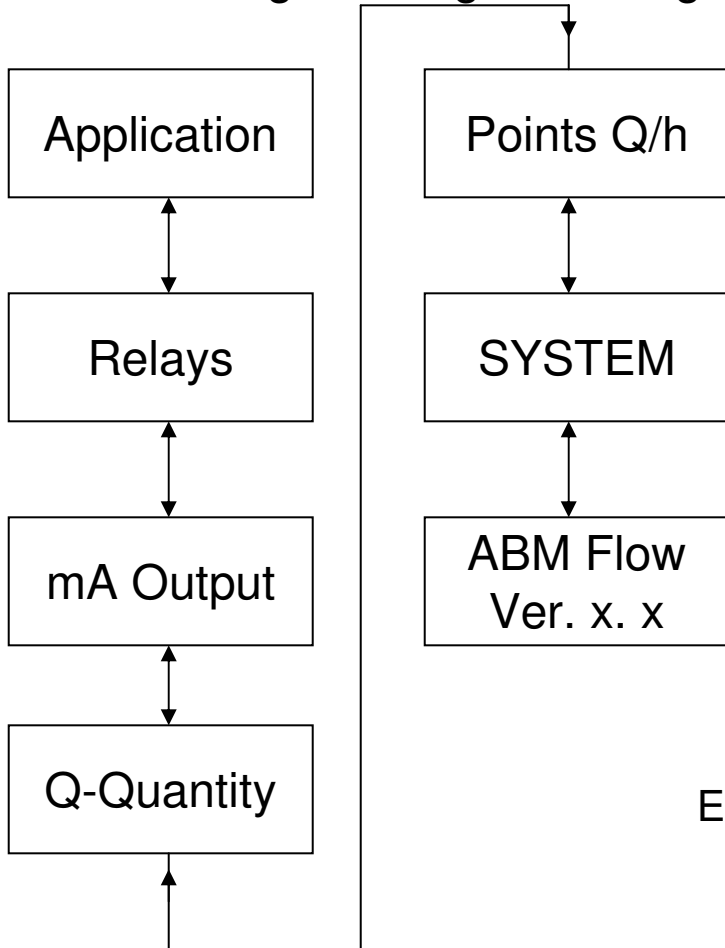 Application
Relays
mA Output
Q-Quantity
Points Q/h
SYSTEM
ABM Flow
Ver. x. x
E